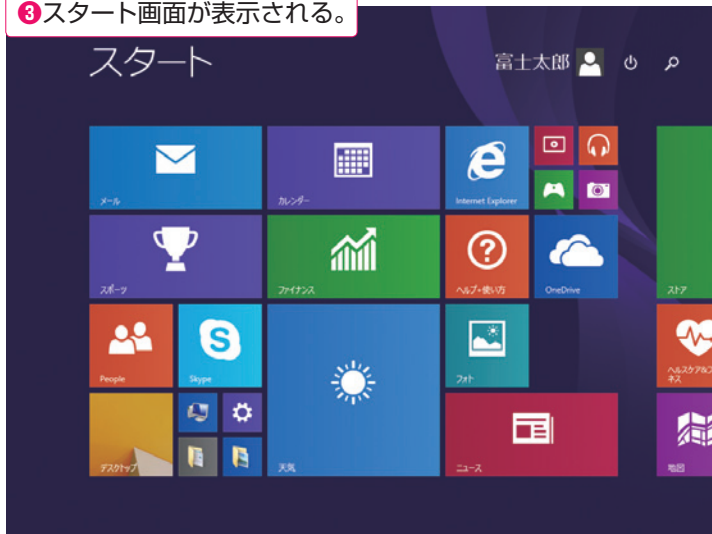 ❸スタート画面が表示される。
スタート
富士太郎
メール
カレンダー
Internet Explorer
スポーツ
ファイナンス
ヘルプ+使い方
OneDrive
ストア
People
Skype
フォト
ヘルスケア&フ
ネス
デスクトップ
天気
ニュース
地図